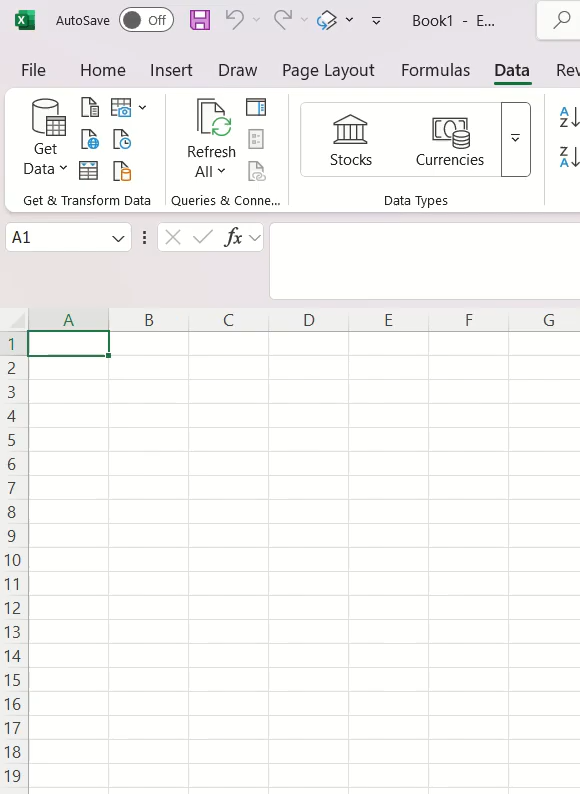 AutoSave Off Book1 - E...
File Home Insert Draw Page Layout Formulas Data Rev
Get Data
Refresh All
Stocks
Currencies
A Z
Z A
Get & Transform Data Queries & Conne... Data Types
A1 fx
A B C D E F G
1
2
3
4
5
6
7
8
9
10
11
12
13
14
15
16
17
18
19